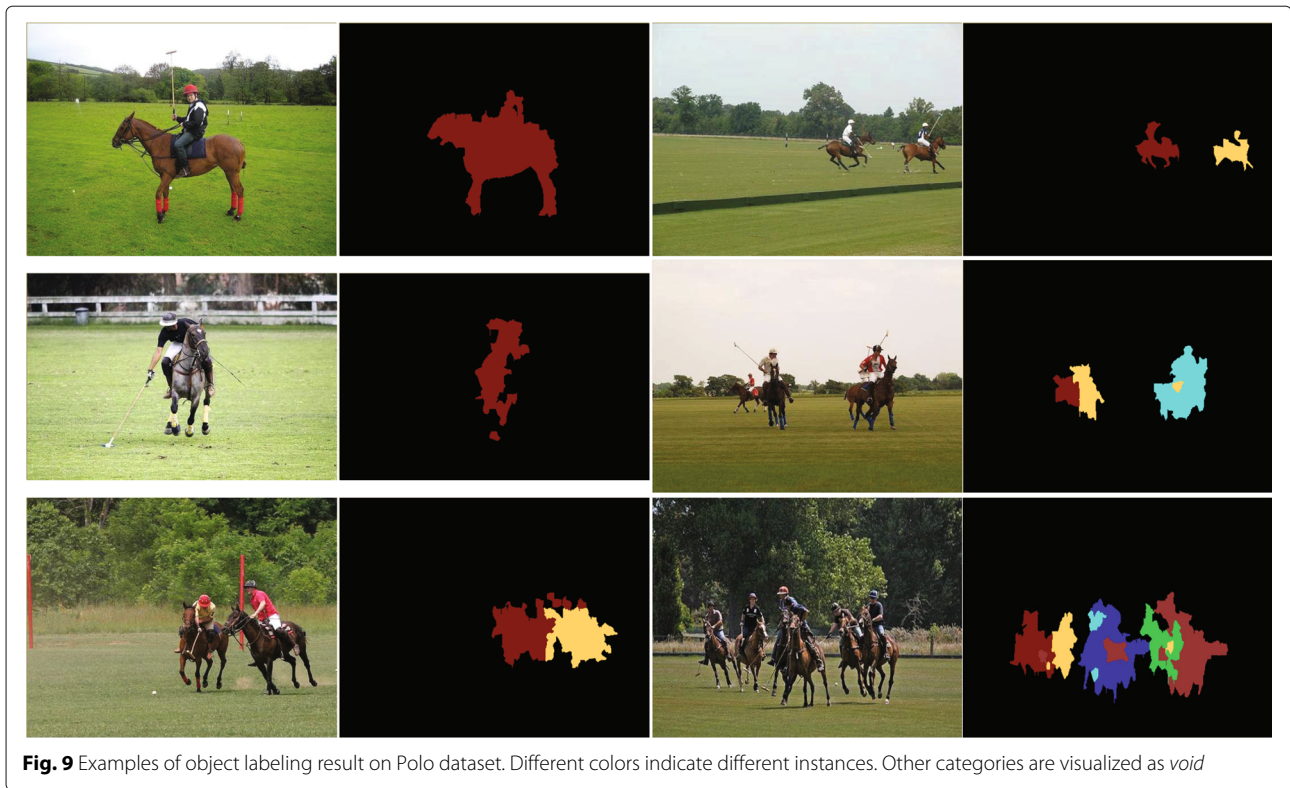 Fig. 9 Examples of object labeling result on Polo dataset. Different colors indicate different instances. Other categories are visualized as void